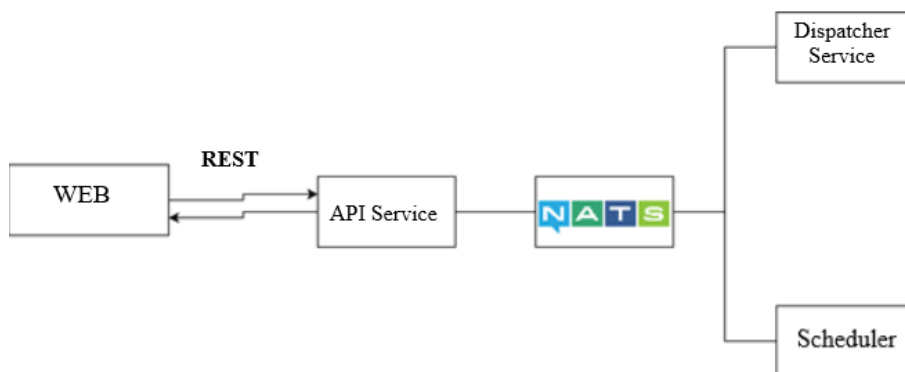 Dispatcher
Service
REST
WEB
API Service
NATS
Scheduler